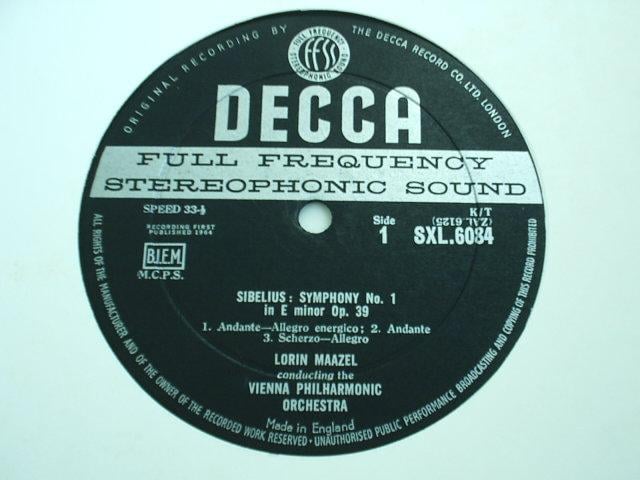 ORIGINAL RECORDING BY
THE DECCA RECORD CO. LTD. LONDON
FULL FREQUENCY
FFSS
STEREOPHONIC SOUND
DECCA
FULL FREQUENCY
STEREOPHONIC SOUND
SPEED 33⅓
K/T
RECORDING FIRST
PUBLISHED 1964
Side
(ZAL.6125)
1
SXL.6084
B.I.E.M.
M.C.P.S.
SIBELIUS: SYMPHONY No. 1
in E minor Op. 39
1. Andante—Allegro energico; 2. Andante
3. Scherzo—Allegro
LORIN MAAZEL
conducting the
VIENNA PHILHARMONIC
ORCHESTRA
Made in England
ALL RIGHTS OF THE MANUFACTURER AND OF THE OWNER OF THE RECORDED WORK RESERVED • UNAUTHORISED PUBLIC PERFORMANCE BROADCASTING AND COPYING OF THIS RECORD PROHIBITED